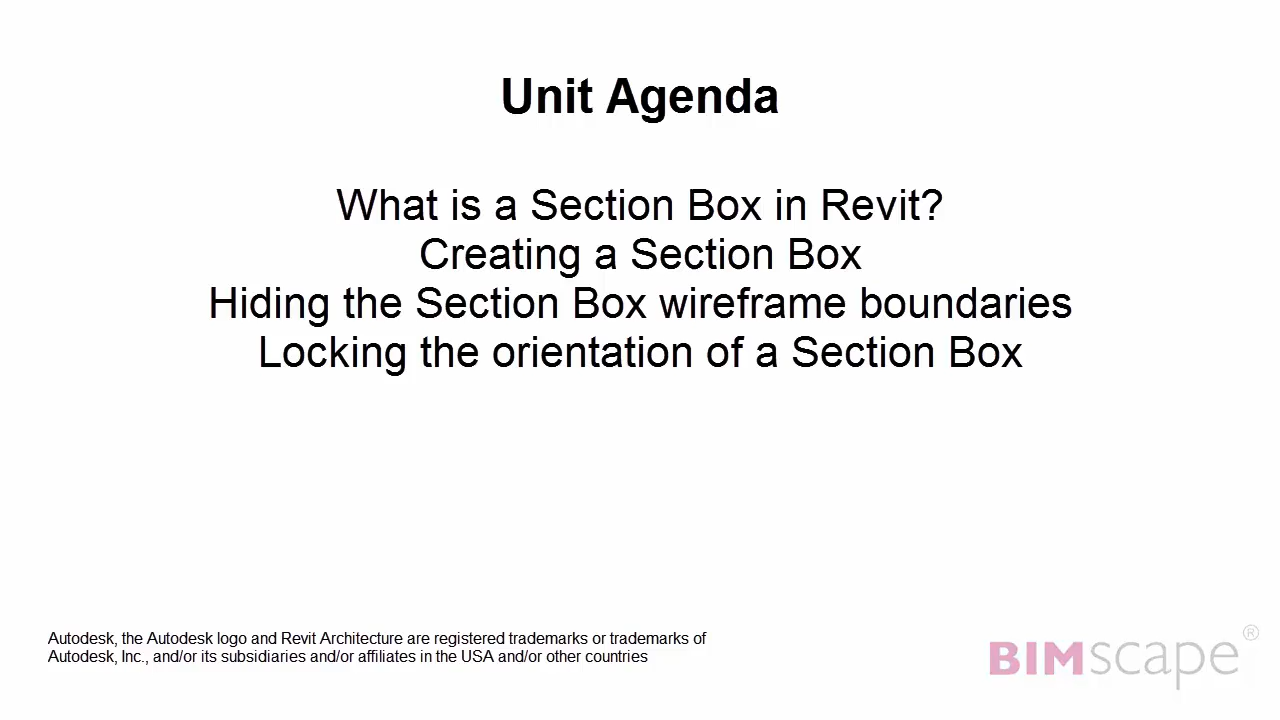 Unit Agenda
What is a Section Box in Revit?
Creating a Section Box
Hiding the Section Box wireframe boundaries
Locking the orientation of a Section Box
Autodesk, the Autodesk logo and Revit Architecture are registered trademarks or trademarks of
Autodesk, Inc., and/or its subsidiaries and/or affiliates in the USA and/or other countries
BIMscape®